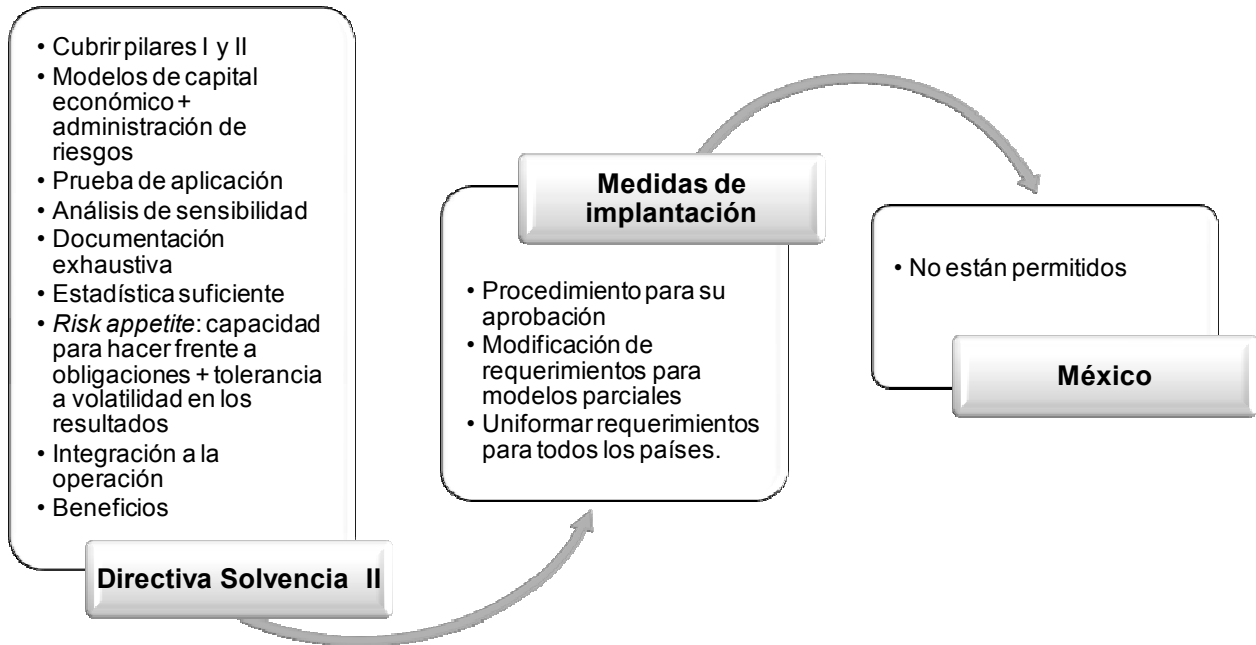 • Cubrir pilares I y II
• Modelos de capital
económico +
administración de
riesgos
• Prueba de aplicación
• Análisis de sensibilidad
• Documentación
exhaustiva
• Estadística suficiente
• Risk appetite: capacidad
para hacer frente a
obligaciones + tolerancia
a volatilidad en los
resultados
• Integración a la
operación
• Beneficios
Directiva Solvencia II
Medidas de
implantación
• Procedimiento para su
aprobación
• Modificación de
requerimientos para
modelos parciales
• Uniformar requerimientos
para todos los países.
• No están permitidos
México